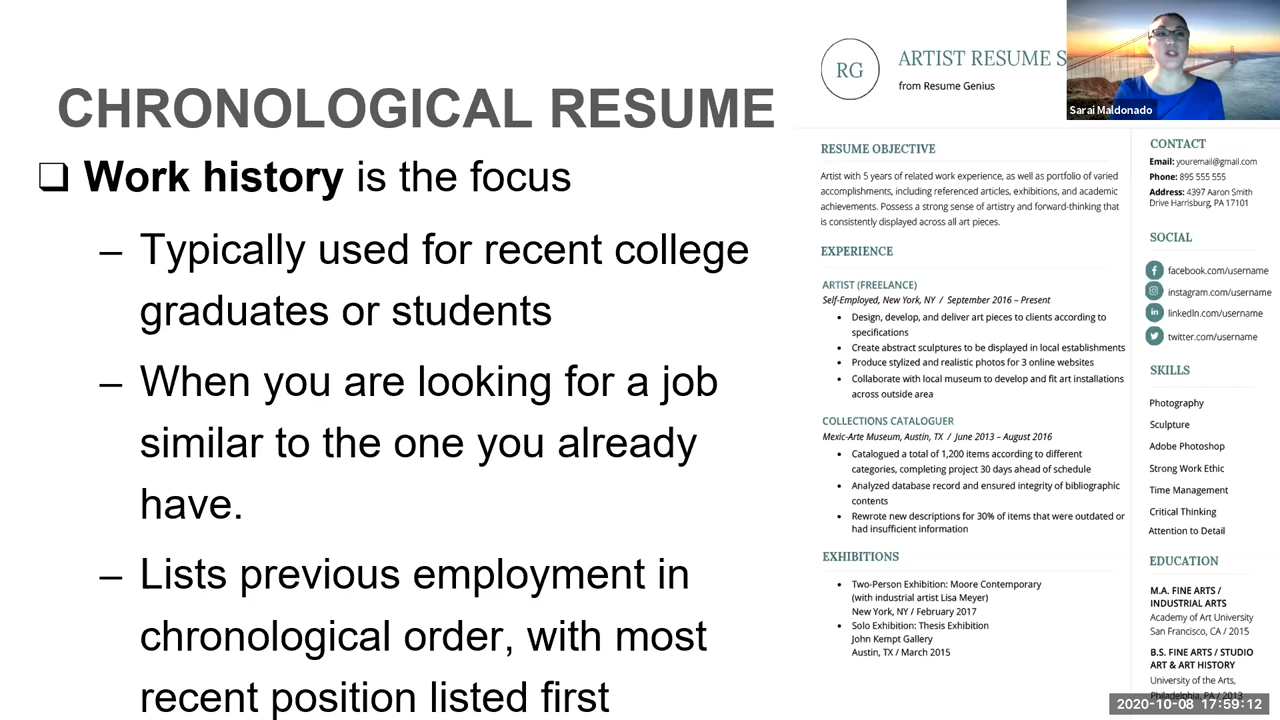 CHRONOLOGICAL RESUME
❑ Work history is the focus
– Typically used for recent college
graduates or students
– When you are looking for a job
similar to the one you already
have.
– Lists previous employment in
chronological order, with most
recent position listed first
RG
ARTIST RESUME S
from Resume Genius
Sarai Maldonado
RESUME OBJECTIVE
Artist with 5 years of related work experience, as well as portfolio of varied
accomplishments, including referenced articles, exhibitions, and academic
achievements. Possess a strong sense of artistry and forward-thinking that
is consistently displayed across all art pieces.
EXPERIENCE
ARTIST (FREELANCE)
Self-Employed, New York, NY / September 2016 – Present
• Design, develop, and deliver art pieces to clients according to
specifications
• Create abstract sculptures to be displayed in local establishments
• Produce stylized and realistic photos for 3 online websites
• Collaborate with local museum to develop and fit art installations
across outside area
COLLECTIONS CATALOGUER
Mexic-Arte Museum, Austin, TX / June 2013 – August 2016
• Catalogued a total of 1,200 items according to different
categories, completing project 30 days ahead of schedule
• Analyzed database record and ensured integrity of bibliographic
contents
• Rewrote new descriptions for 30% of items that were outdated or
had insufficient information
EXHIBITIONS
• Two-Person Exhibition: Moore Contemporary
(with industrial artist Lisa Meyer)
New York, NY / February 2017
• Solo Exhibition: Thesis Exhibition
John Kempt Gallery
Austin, TX / March 2015
CONTACT
Email: youremail@gmail.com
Phone: 895 555 555
Address: 4397 Aaron Smith
Drive Harrisburg, PA 17101
SOCIAL
facebook.com/username
instagram.com/username
linkedln.com/username
twitter.com/username
SKILLS
Photography
Sculpture
Adobe Photoshop
Strong Work Ethic
Time Management
Critical Thinking
Attention to Detail
EDUCATION
M.A. FINE ARTS /
INDUSTRIAL ARTS
Academy of Art University
San Francisco, CA / 2015
B.S. FINE ARTS / STUDIO
ART & ART HISTORY
University of the Arts,
Philadelphia, PA / 2013
2020-10-08 17:59:12